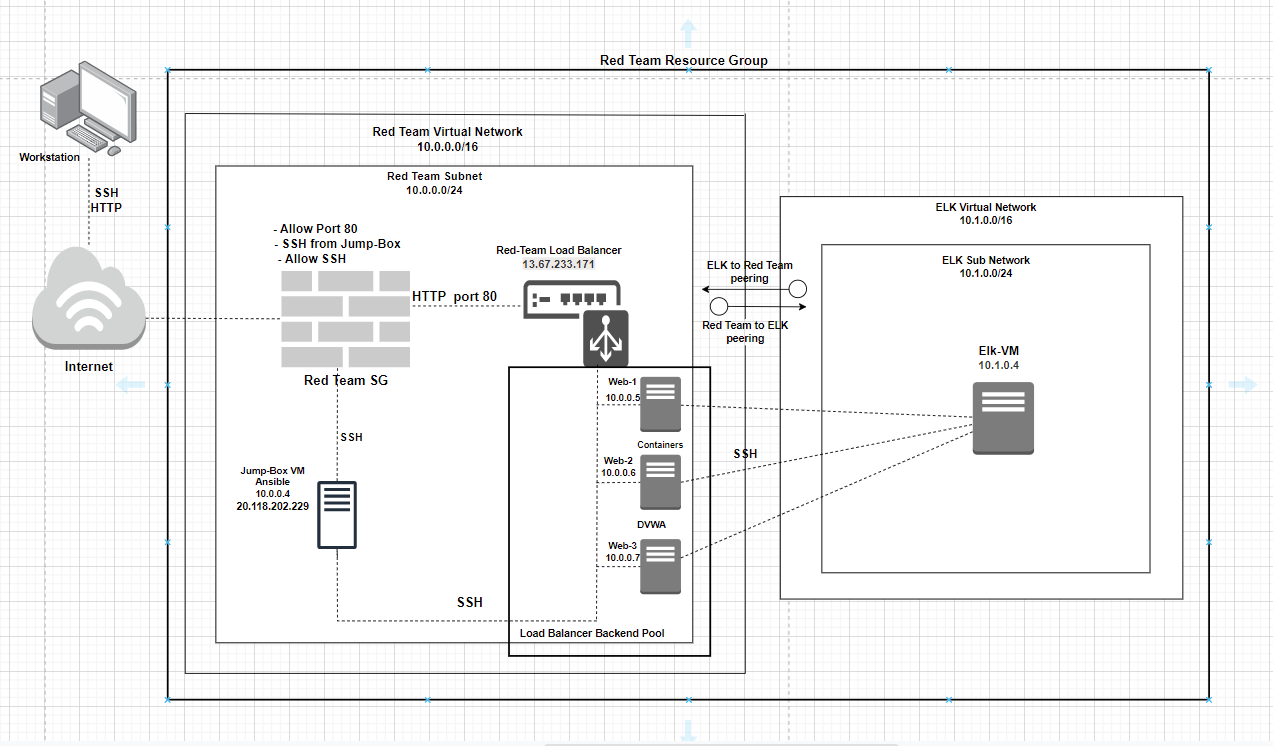 Red Team Resource Group
Workstation
SSH
HTTP
Internet
Red Team Virtual Network
10.0.0.0/16
Red Team Subnet
10.0.0.0/24
- Allow Port 80
- SSH from Jump-Box
- Allow SSH
Red Team SG
HTTP port 80
Red-Team Load Balancer
13.67.233.171
SSH
Jump-Box VM
Ansible
10.0.0.4
20.118.202.229
SSH
Web-1
10.0.0.5
Containers
Web-2
10.0.0.6
DVWA
Web-3
10.0.0.7
Load Balancer Backend Pool
ELK to Red Team
peering
Red Team to ELK
peering
SSH
ELK Virtual Network
10.1.0.0/16
ELK Sub Network
10.1.0.0/24
Elk-VM
10.1.0.4